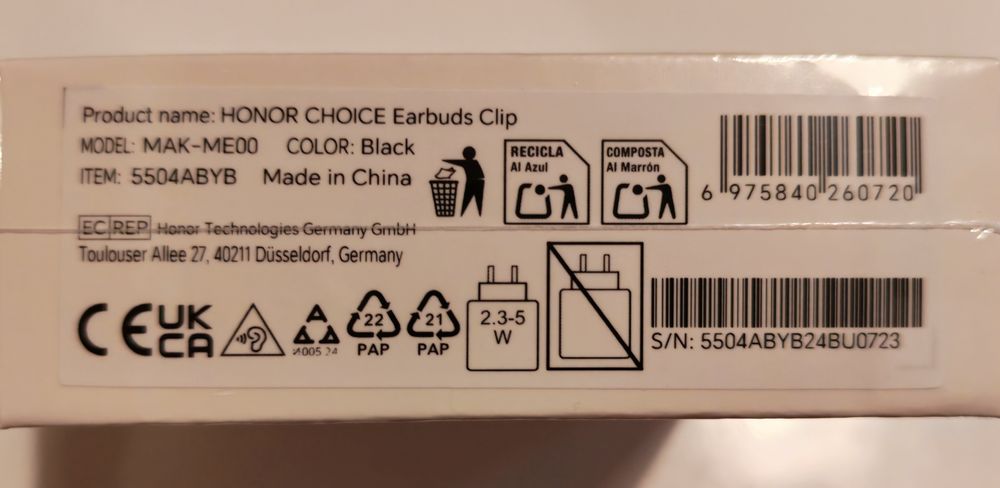 Product name: HONOR CHOICE Earbuds Clip
MODEL: MAK-ME00 COLOR: Black
ITEM: 5504ABYB Made in China
RECICLA
Al Azul
COMPOSTA
Al Marrón
6 975840 260720
EC REP Honor Technologies Germany GmbH
Toulouser Allee 27, 40211 Düsseldorf, Germany
CE UK
CA
22
PAP
21
PAP
2.3-5
W
S/N: 5504ABYB24BU0723